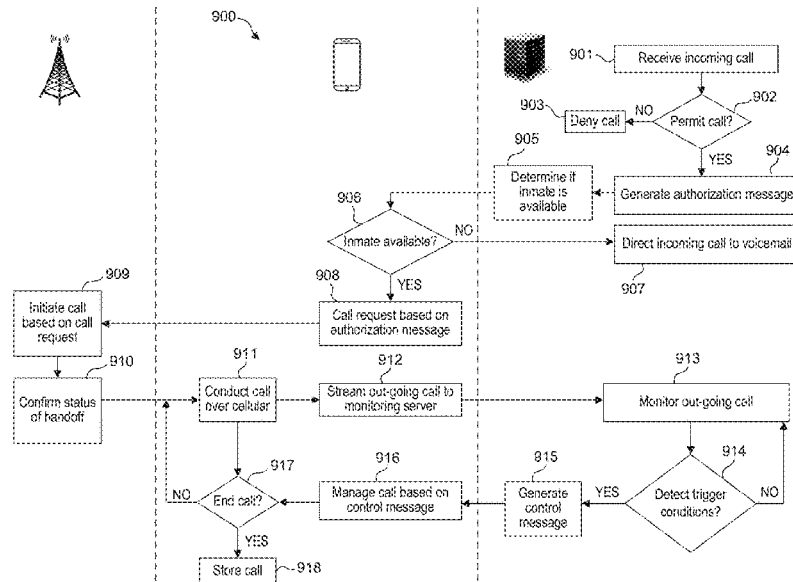 900
901
Receive incoming call
902
903
Deny call
NO
Permit call?
YES
904
905
Determine if
inmate is
available
Generate authorization message
906
Inmate available?
NO
Direct incoming call to voicemail
907
YES
908
Call request based on
authorization message
909
Initiate call
based on call
request
910
Confirm status
of handoff
911
Conduct call
over cellular
912
Stream out-going call to
monitoring server
913
Monitor out-going call
914
Detect trigger
conditions?
YES
NO
915
Generate
control
message
916
Manage call based on
control message
917
End call?
NO
YES
Store call
918